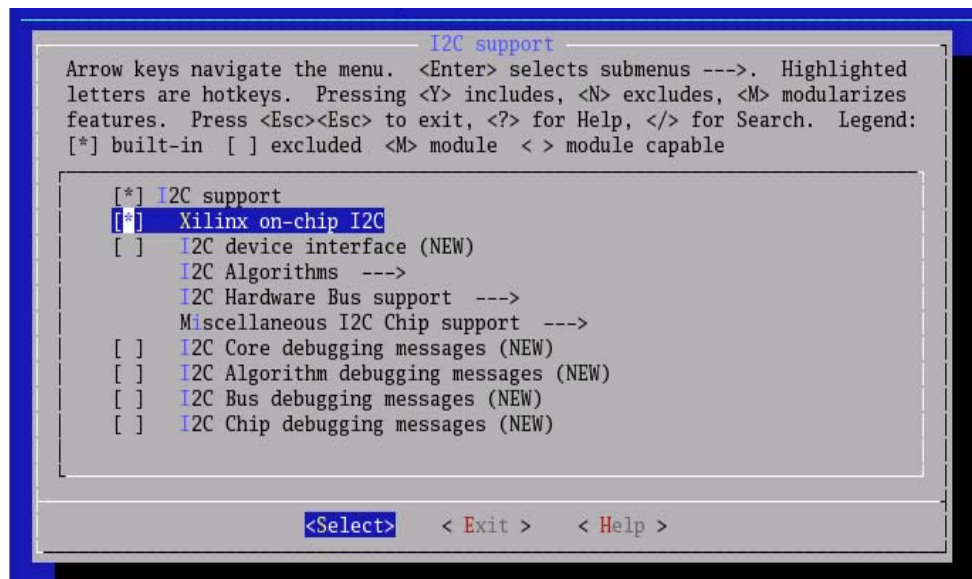 I2C support
Arrow keys navigate the menu.  <Enter> selects submenus --->.  Highlighted
letters are hotkeys.  Pressing <Y> includes, <N> excludes, <M> modularizes
features.  Press <Esc><Esc> to exit, <?> for Help, </> for Search.  Legend:
[*] built-in  [ ] excluded  <M> module  < > module capable
[*] I2C support
[*]   Xilinx on-chip I2C
[ ]   I2C device interface (NEW)
I2C Algorithms  --->
I2C Hardware Bus support  --->
Miscellaneous I2C Chip support  --->
[ ]   I2C Core debugging messages (NEW)
[ ]   I2C Algorithm debugging messages (NEW)
[ ]   I2C Bus debugging messages (NEW)
[ ]   I2C Chip debugging messages (NEW)
<Select>    < Exit >    < Help >